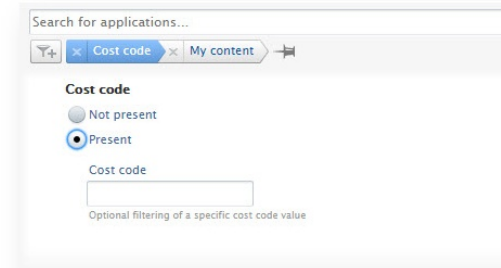 Search for applications...
Cost code My content
Cost code
Not present
Present
Cost code
Optional filtering of a specific cost code value